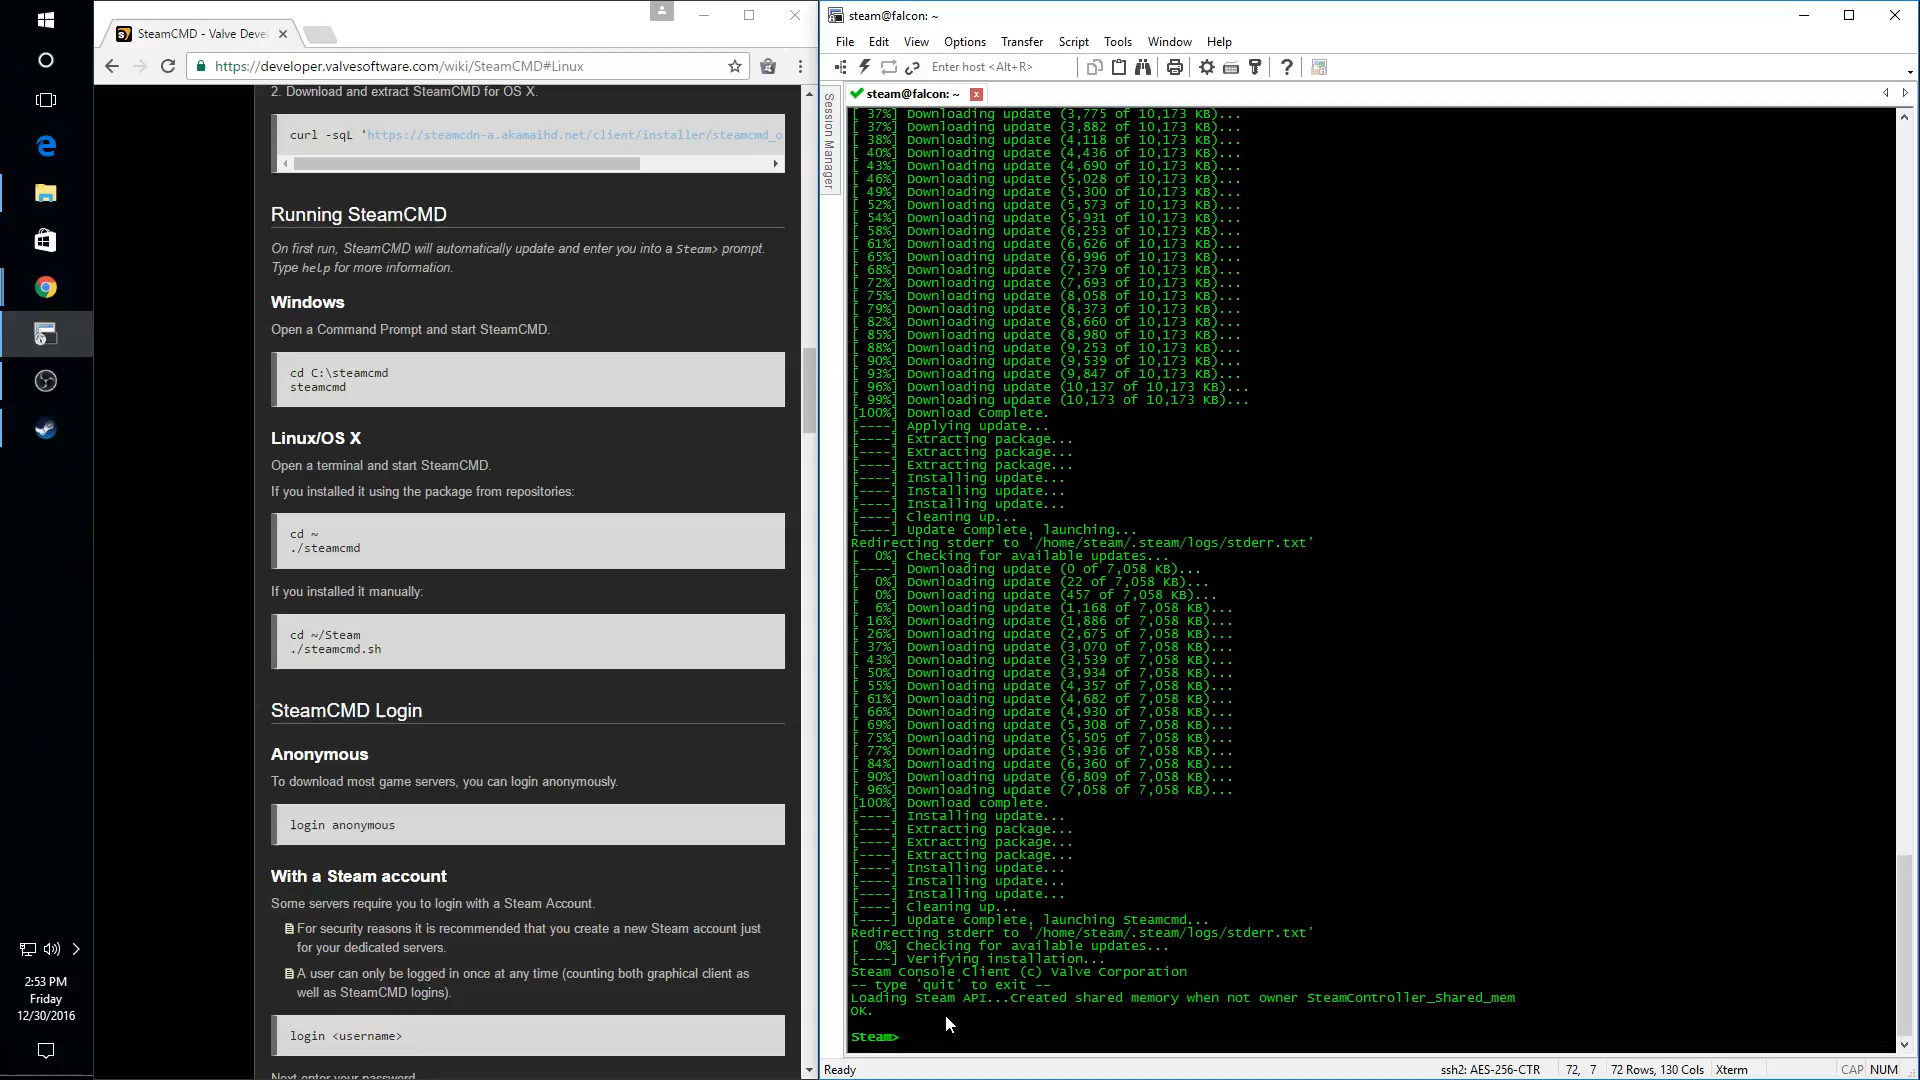 SteamCMD - Valve Deve
https://developer.valvesoftware.com/wiki/SteamCMD#Linux
2. Download and extract SteamCMD for OS X.
curl -sqL 'https://steamcdn-a.akamaihd.net/client/installer/steamcmd_o
Running SteamCMD
On first run, SteamCMD will automatically update and enter you into a Steam> prompt.
Type help for more information.
Windows
Open a Command Prompt and start SteamCMD.
cd C:\steamcmd
steamcmd
Linux/OS X
Open a terminal and start SteamCMD.
If you installed it using the package from repositories:
cd ~
./steamcmd
If you installed it manually:
cd ~/Steam
./steamcmd.sh
SteamCMD Login
Anonymous
To download most game servers, you can login anonymously.
login anonymous
With a Steam account
Some servers require you to login with a Steam Account.
For security reasons it is recommended that you create a new Steam account just
for your dedicated servers.
A user can only be logged in once at any time (counting both graphical client as
well as SteamCMD logins).
login <username>
Next enter your password
2:53 PM
Friday
12/30/2016
steam@falcon: ~
File Edit View Options Transfer Script Tools Window Help
Enter host <Alt+R>
Session Manager
steam@falcon: ~
[ 37%] Downloading update (3,775 of 10,173 KB)...
[ 37%] Downloading update (3,882 of 10,173 KB)...
[ 38%] Downloading update (4,118 of 10,173 KB)...
[ 40%] Downloading update (4,436 of 10,173 KB)...
[ 43%] Downloading update (4,690 of 10,173 KB)...
[ 46%] Downloading update (5,028 of 10,173 KB)...
[ 49%] Downloading update (5,300 of 10,173 KB)...
[ 52%] Downloading update (5,573 of 10,173 KB)...
[ 54%] Downloading update (5,931 of 10,173 KB)...
[ 58%] Downloading update (6,253 of 10,173 KB)...
[ 61%] Downloading update (6,626 of 10,173 KB)...
[ 65%] Downloading update (6,996 of 10,173 KB)...
[ 68%] Downloading update (7,379 of 10,173 KB)...
[ 72%] Downloading update (7,693 of 10,173 KB)...
[ 75%] Downloading update (8,058 of 10,173 KB)...
[ 79%] Downloading update (8,373 of 10,173 KB)...
[ 82%] Downloading update (8,660 of 10,173 KB)...
[ 85%] Downloading update (8,980 of 10,173 KB)...
[ 88%] Downloading update (9,253 of 10,173 KB)...
[ 90%] Downloading update (9,539 of 10,173 KB)...
[ 93%] Downloading update (9,847 of 10,173 KB)...
[ 96%] Downloading update (10,137 of 10,173 KB)...
[ 99%] Downloading update (10,173 of 10,173 KB)...
[100%] Download Complete.
[----] Applying update...
[----] Extracting package...
[----] Extracting package...
[----] Extracting package...
[----] Installing update...
[----] Installing update...
[----] Installing update...
[----] Cleaning up...
[----] Update complete, launching...
Redirecting stderr to '/home/steam/.steam/logs/stderr.txt'
[  0%] Checking for available updates...
[----] Downloading update (0 of 7,058 KB)...
[  0%] Downloading update (22 of 7,058 KB)...
[  0%] Downloading update (457 of 7,058 KB)...
[  6%] Downloading update (1,168 of 7,058 KB)...
[ 16%] Downloading update (1,886 of 7,058 KB)...
[ 26%] Downloading update (2,675 of 7,058 KB)...
[ 37%] Downloading update (3,070 of 7,058 KB)...
[ 43%] Downloading update (3,539 of 7,058 KB)...
[ 50%] Downloading update (3,934 of 7,058 KB)...
[ 55%] Downloading update (4,357 of 7,058 KB)...
[ 61%] Downloading update (4,682 of 7,058 KB)...
[ 66%] Downloading update (4,930 of 7,058 KB)...
[ 69%] Downloading update (5,308 of 7,058 KB)...
[ 75%] Downloading update (5,505 of 7,058 KB)...
[ 77%] Downloading update (5,936 of 7,058 KB)...
[ 84%] Downloading update (6,360 of 7,058 KB)...
[ 90%] Downloading update (6,809 of 7,058 KB)...
[ 96%] Downloading update (7,058 of 7,058 KB)...
[100%] Download complete.
[----] Installing update...
[----] Extracting package...
[----] Extracting package...
[----] Extracting package...
[----] Installing update...
[----] Installing update...
[----] Installing update...
[----] Cleaning up...
[----] Update complete, launching Steamcmd...
Redirecting stderr to '/home/steam/.steam/logs/stderr.txt'
[  0%] Checking for available updates...
[----] Verifying installation...
Steam Console Client (c) Valve Corporation
-- type 'quit' to exit --
Loading Steam API...Created shared memory when not owner SteamController_Shared_mem
OK.
Steam>
Ready ssh2: AES-256-CTR 72, 7 72 Rows, 130 Cols Xterm CAP NUM